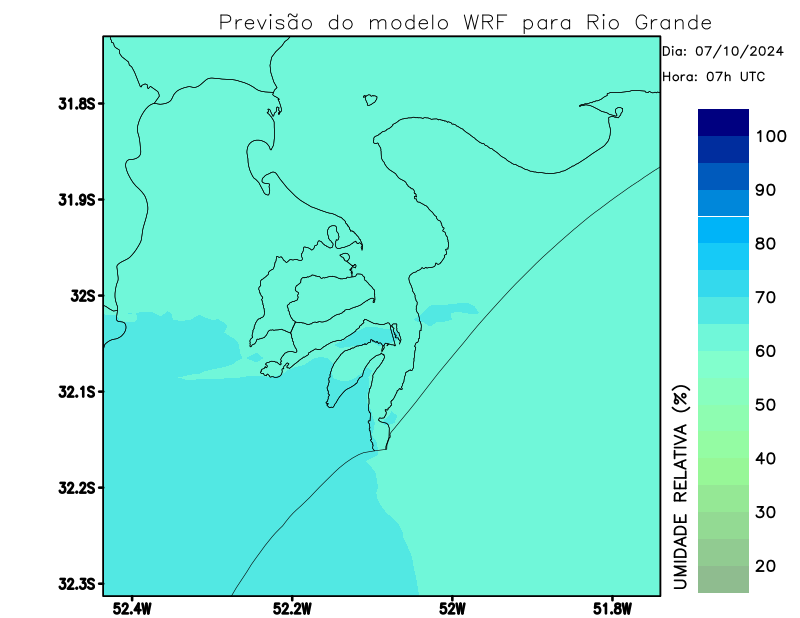 Previsão do modelo WRF para Rio Grande
Dia: 07/10/2024
Hora: 07h UTC
31.8S
31.9S
32S
32.1S
32.2S
32.3S
52.4W
52.2W
52W
51.8W
UMIDADE RELATIVA (%)
100
90
80
70
60
50
40
30
20